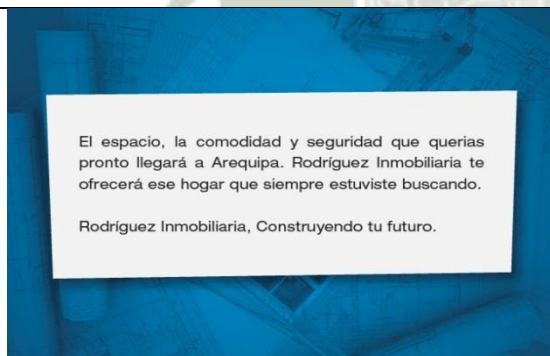 El espacio, la comodidad y seguridad que querias
pronto llegará a Arequipa. Rodríguez Inmobiliaria te
ofrecerá ese hogar que siempre estuviste buscando.
Rodríguez Inmobiliaria, Construyendo tu futuro.